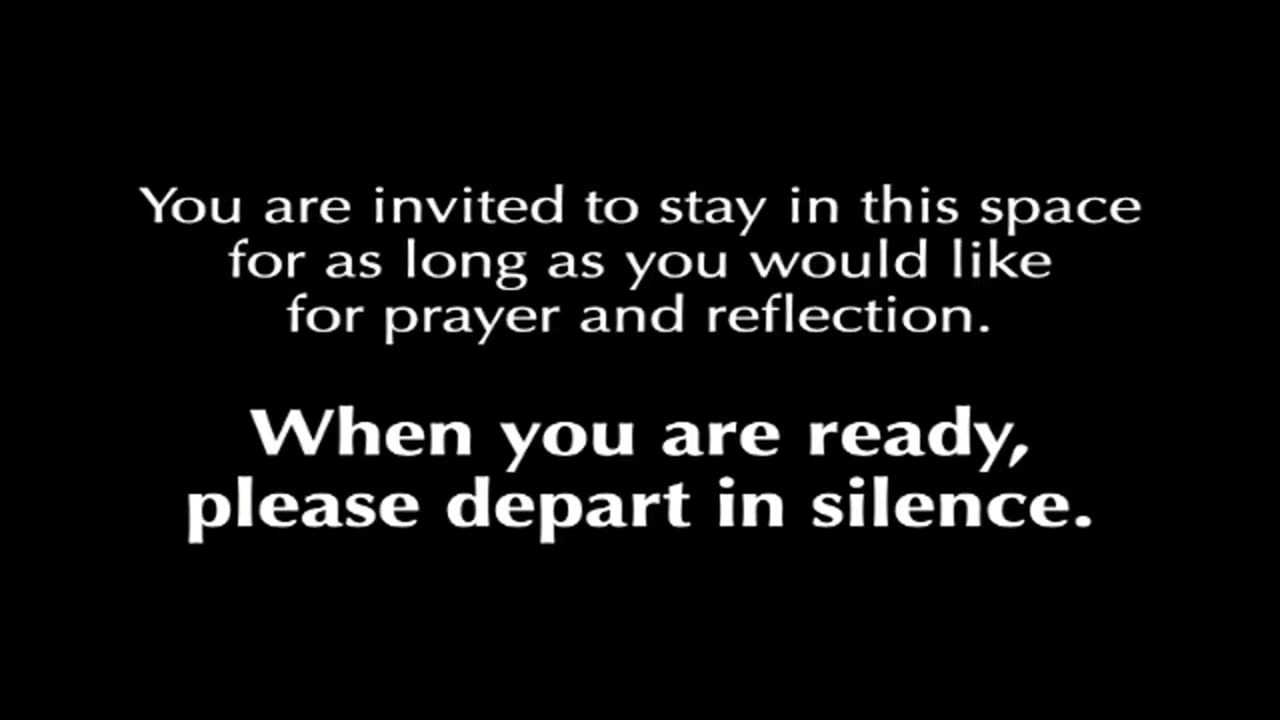 You are invited to stay in this space
for as long as you would like
for prayer and reflection.
When you are ready,
please depart in silence.